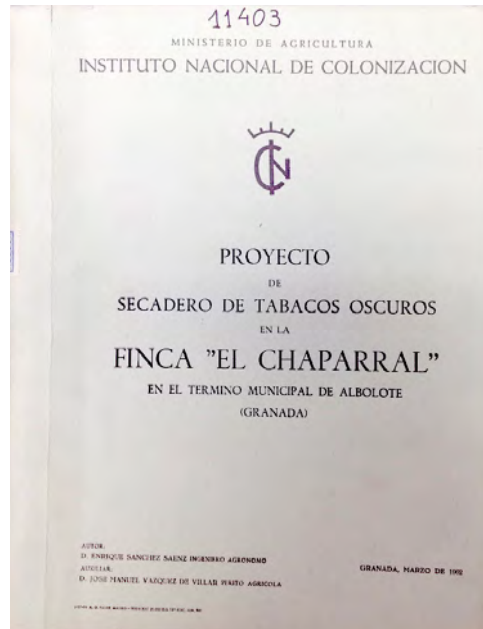 11403
MINISTERIO DE AGRICULTURA
INSTITUTO NACIONAL DE COLONIZACION
PROYECTO
DE
SECADERO DE TABACOS OSCUROS
EN LA
FINCA "EL CHAPARRAL"
EN EL TERMINO MUNICIPAL DE ALBOLOTE
(GRANADA)
AUTOR:
D. ENRIQUE SANCHEZ SAENZ INGENIERO AGRONOMO
AUXILIAR:
D. JOSE MANUEL VAZQUEZ DE VILLAR PERITO AGRICOLA
GRANADA, MARZO DE 1962